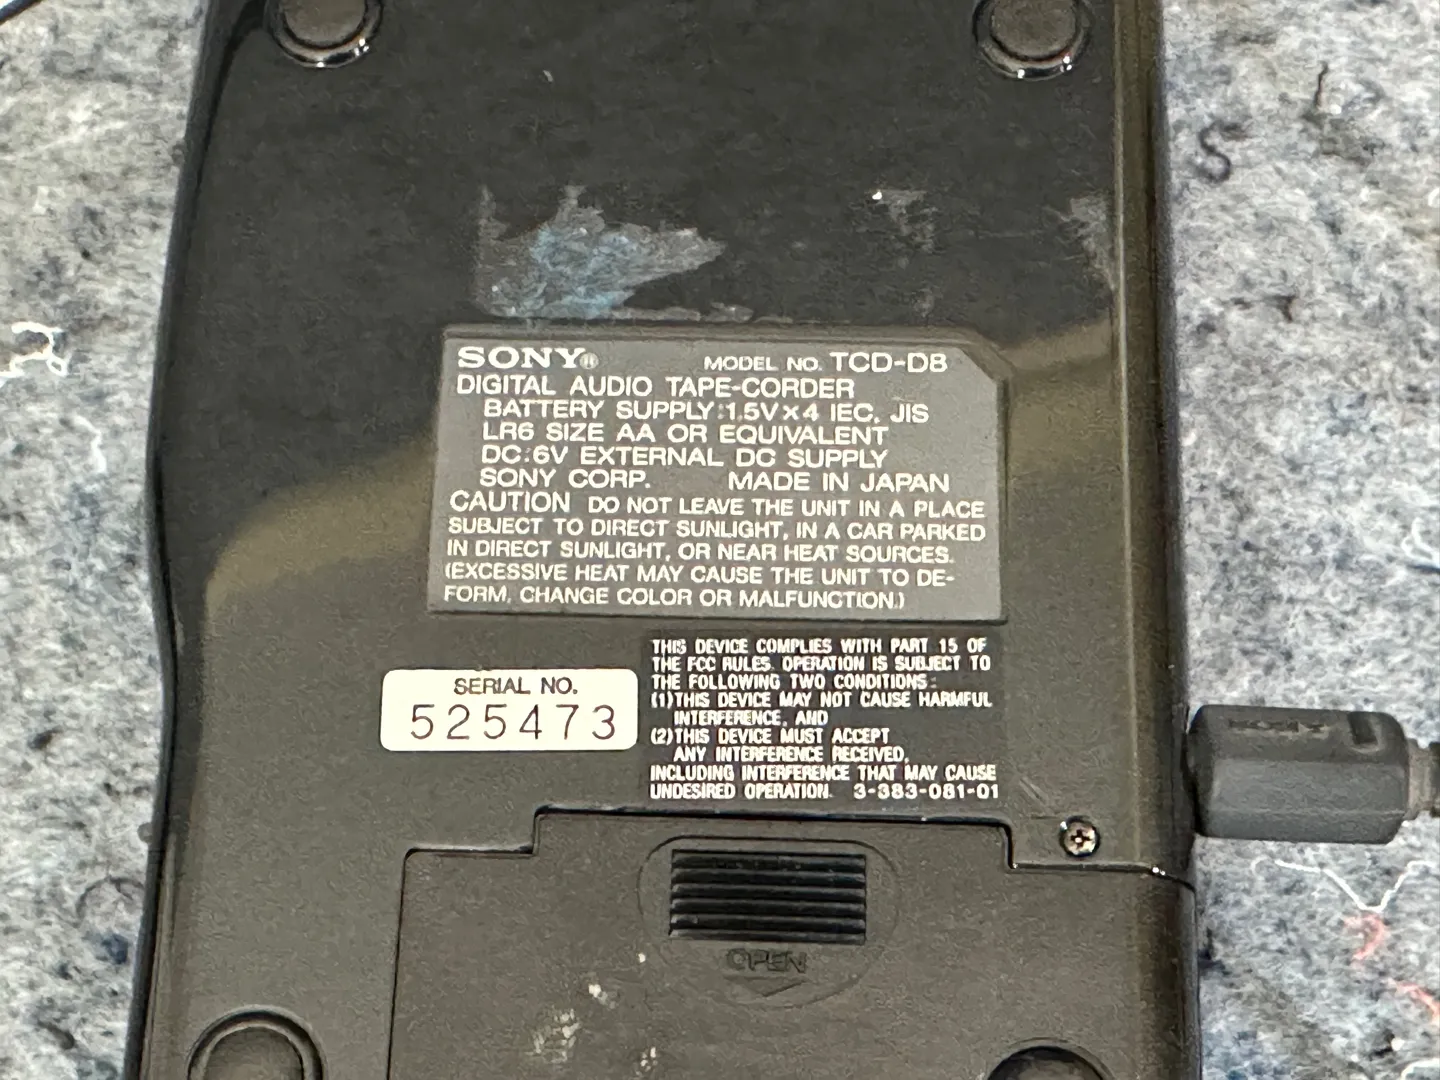 SONY® MODEL NO. TCD-D8
DIGITAL AUDIO TAPE-CORDER
BATTERY SUPPLY:1.5V×4 IEC, JIS
LR6 SIZE AA OR EQUIVALENT
DC:6V EXTERNAL DC SUPPLY
SONY CORP. MADE IN JAPAN
CAUTION DO NOT LEAVE THE UNIT IN A PLACE
SUBJECT TO DIRECT SUNLIGHT, IN A CAR PARKED
IN DIRECT SUNLIGHT, OR NEAR HEAT SOURCES.
(EXCESSIVE HEAT MAY CAUSE THE UNIT TO DE-
FORM, CHANGE COLOR OR MALFUNCTION.)
THIS DEVICE COMPLIES WITH PART 15 OF
THE FCC RULES. OPERATION IS SUBJECT TO
THE FOLLOWING TWO CONDITIONS:
(1)THIS DEVICE MAY NOT CAUSE HARMFUL
INTERFERENCE, AND
(2)THIS DEVICE MUST ACCEPT
ANY INTERFERENCE RECEIVED,
INCLUDING INTERFERENCE THAT MAY CAUSE
UNDESIRED OPERATION. 3-383-081-01
SERIAL NO.
525473
SONY
OPEN